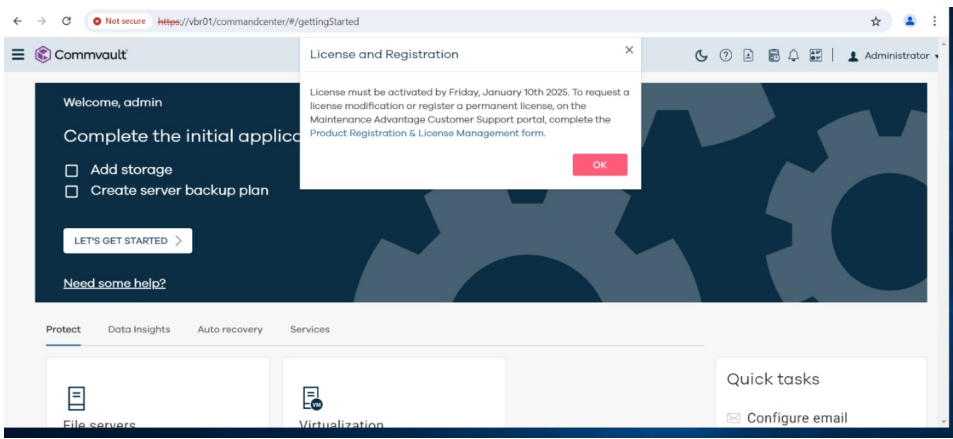 Not secure https://vbr01/commandcenter/#/gettingStarted
Commvault
Administrator
License and Registration
License must be activated by Friday, January 10th 2025. To request a
license modification or register a permanent license, on the
Maintenance Advantage Customer Support portal, complete the
Product Registration & License Management form.
OK
Welcome, admin
Complete the initial applic
Add storage
Create server backup plan
LET'S GET STARTED
Need some help?
Protect Data Insights Auto recovery Services
File servers
VM
Virtualization
Quick tasks
Configure email